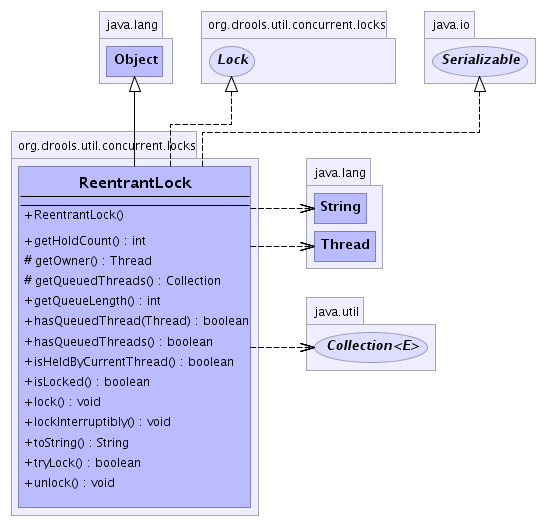 java.lang
Object
org.drools.util.concurrent.locks
Lock
java.io
Serializable
org.drools.util.concurrent.locks
ReentrantLock
+ReentrantLock()
+getHoldCount() : int
# getOwner() : Thread
# getQueuedThreads() : Collection
+getQueueLength() : int
+hasQueuedThread(Thread) : boolean
+hasQueuedThreads() : boolean
+isHeldByCurrentThread() : boolean
+isLocked() : boolean
+lock() : void
+lockInterruptibly() : void
+toString() : String
+tryLock() : boolean
+unlock() : void
java.lang
String
Thread
java.util
Collection<E>